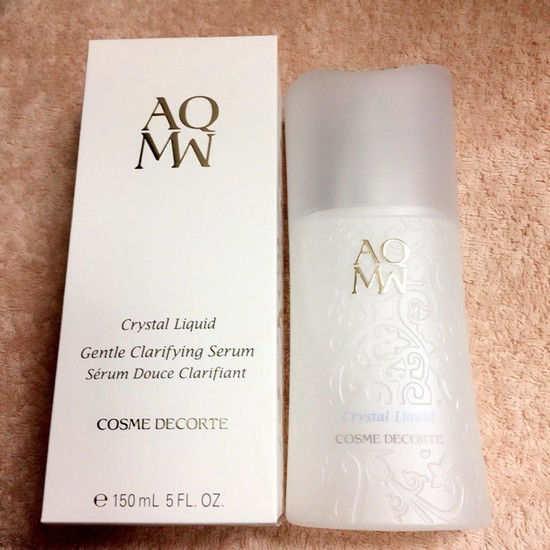 AQ
MW
Crystal Liquid
Gentle Clarifying Serum
Sérum Douce Clarifiant
COSME DECORTE
℮ 150 mL 5 FL. OZ.
AQ
MW
Crystal Liquid
COSME DECORTE